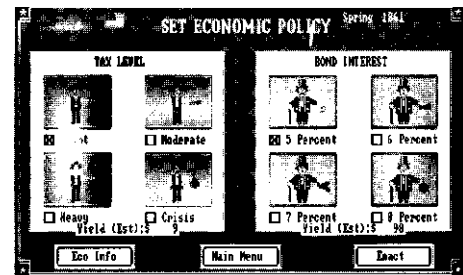 SET ECONOMIC POLICY
Spring 1861
TAX LEVEL
Moderate
Heavy
Crisis
Yield (Est):$ 9
BOND INTEREST
5 Percent
6 Percent
7 Percent
8 Percent
Yield (Est):$ 90
Eco Info
Main Menu
Enact